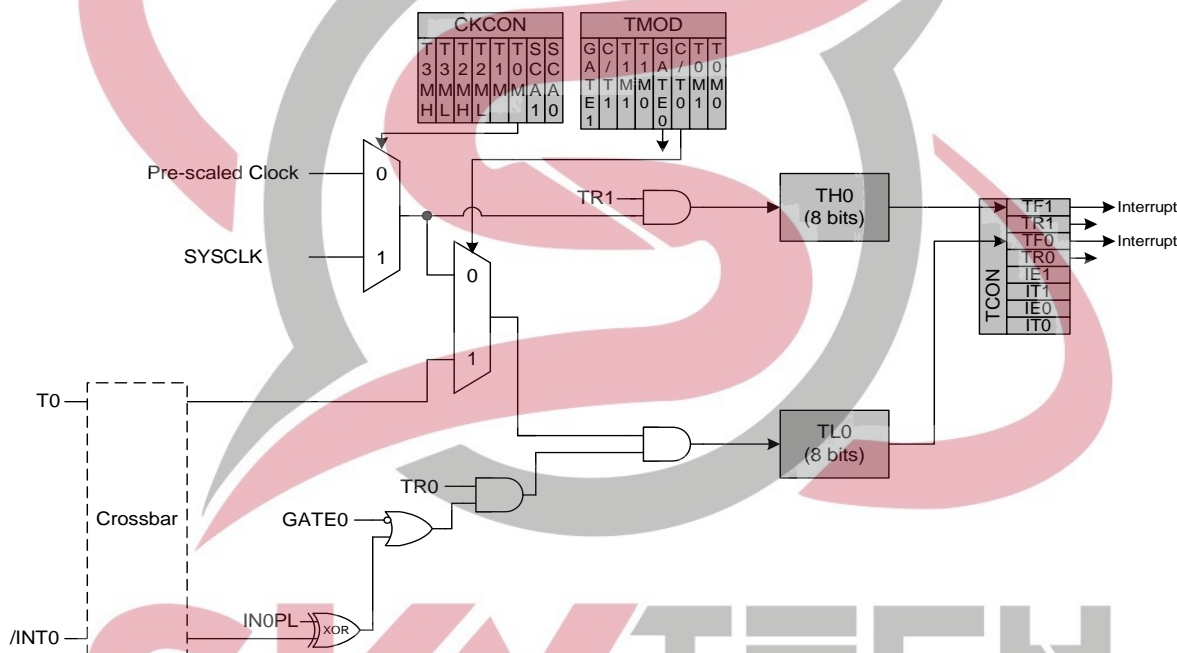 CKCON
TMOD
T3MH
T3ML
T2MH
T2ML
T1M
T0M
SCA1
SCA0
GATE1
C/T1
T1M1
T1M0
GATE0
C/T0
T0M1
T0M0
Pre-scaled Clock
0
SYSCLK
1
TR1
TH0
(8 bits)
TF1
Interrupt
TR1
TF0
Interrupt
TR0
IE1
IT1
IE0
IT0
TCON
0
1
T0
TL0
(8 bits)
TR0
Crossbar
GATE0
IN0PL
XOR
/INT0